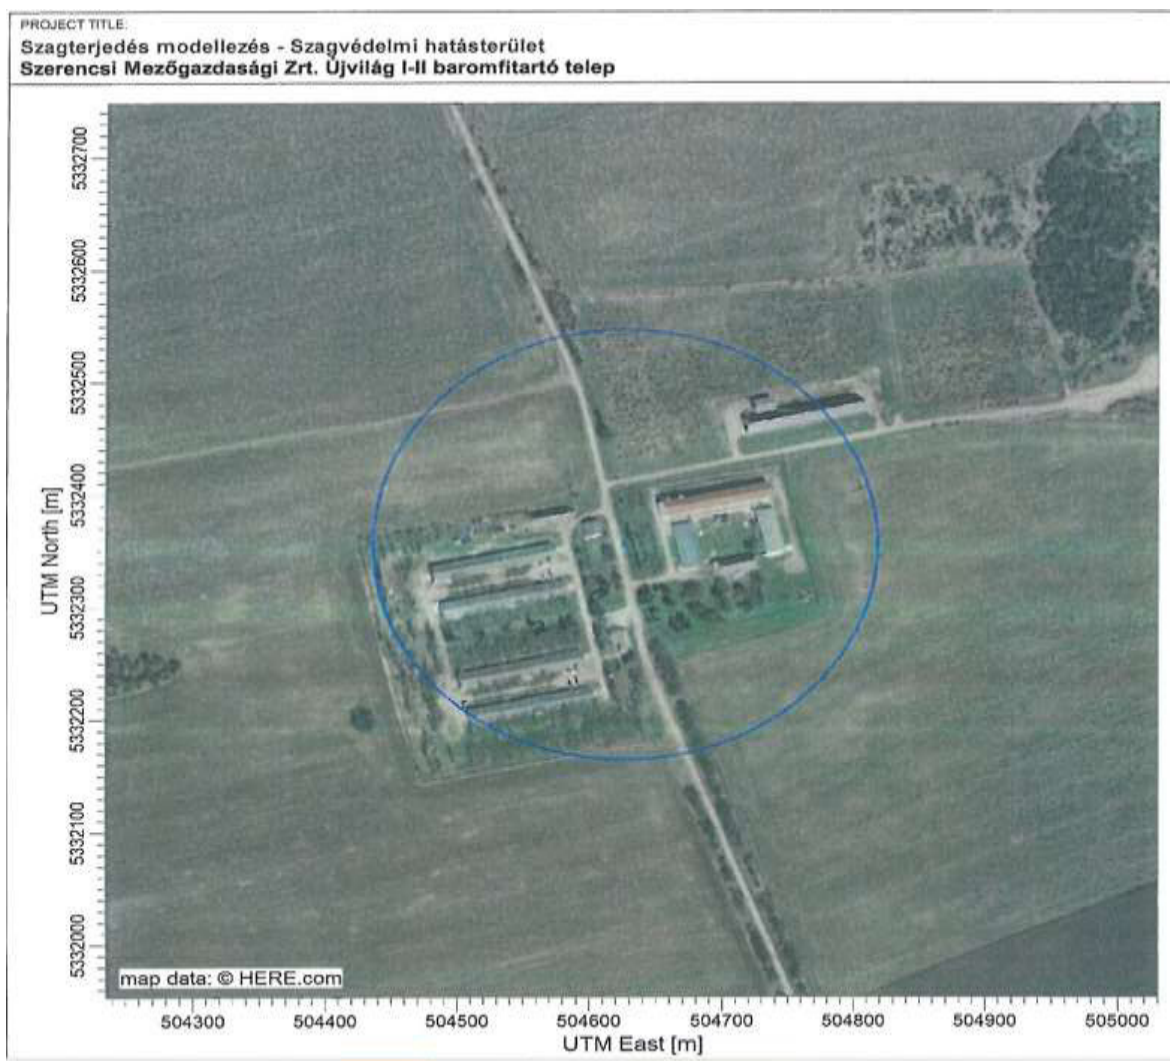 PROJECT TITLE:
Szagterjedés modellezés - Szagvédelmi hatásterület
Szerencsi Mezőgazdasági Zrt. Újvilág I-II baromfitartó telep
5332700
5332600
5332500
5332400
5332300
5332200
5332100
5332000
UTM North [m]
map data: © HERE.com
504300 504400 504500 504600 504700 504800 504900 505000
UTM East [m]